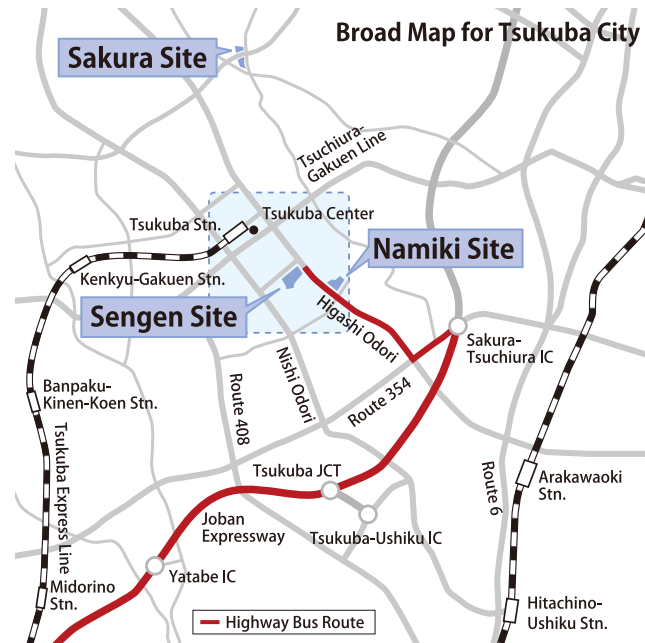 Broad Map for Tsukuba City
Sakura Site
Tsuchiura-
Gakuen Line
Tsukuba Stn.
Tsukuba Center
Kenkyu-Gakuen Stn.
Namiki Site
Sengen Site
Higashi Odori
Sakura-
Tsuchiura IC
Nishi Odori
Route 408
Route 354
Banpaku-
Kinen-Koen Stn.
Tsukuba Express Line
Tsukuba JCT
Route 6
Arakawaoki
Stn.
Joban
Expressway
Tsukuba-Ushiku IC
Yatabe IC
Midorino
Stn.
Hitachino-
Ushiku Stn.
Highway Bus Route